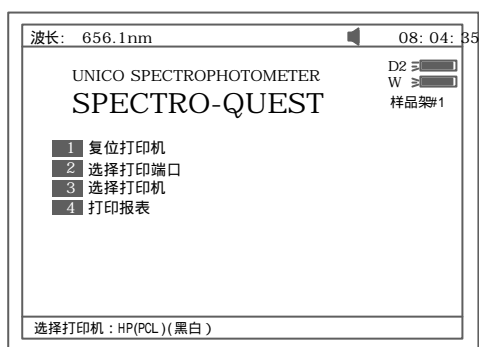 波长: 656.1nm 08: 04: 35
D2
UNICO SPECTROPHOTOMETER
W
SPECTRO-QUEST
样品架#1
1 复位打印机
2 选择打印端口
3 选择打印机
4 打印报表
选择打印机：HP(PCL)(黑白)